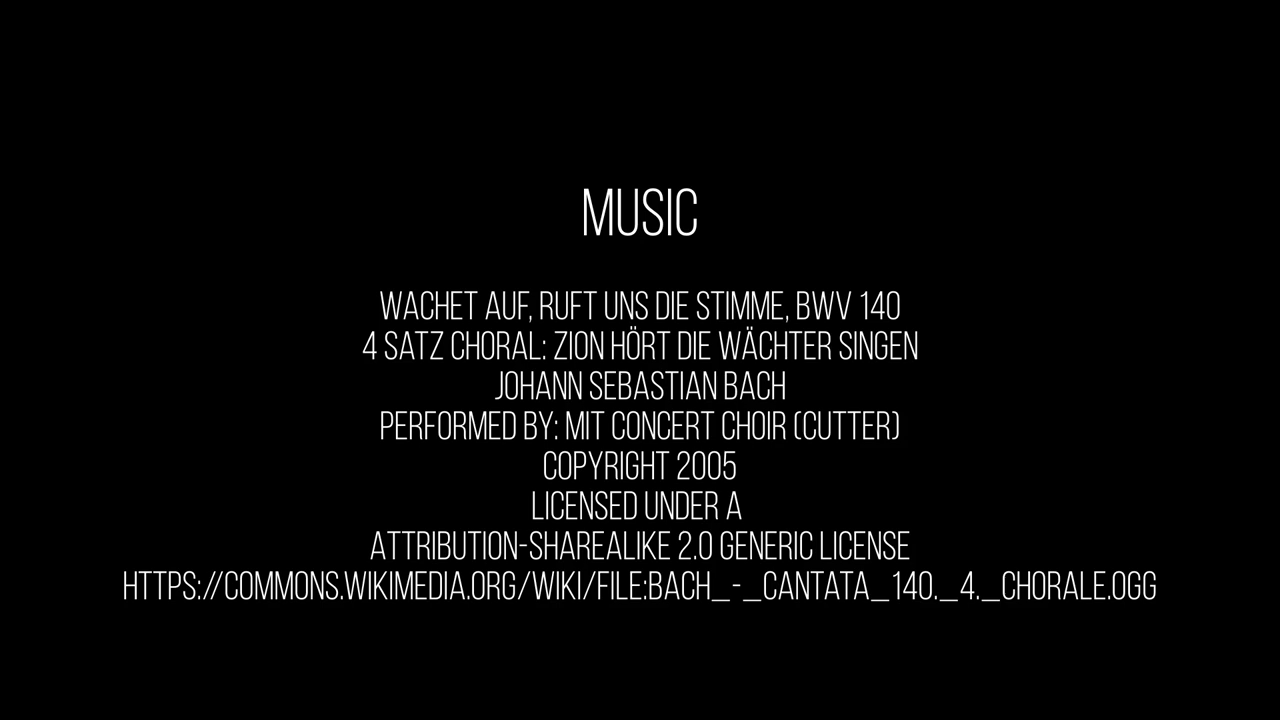 MUSIC
WACHET AUF, RUFT UNS DIE STIMME, BWV 140
4 SATZ CHORAL: ZION HÖRT DIE WÄCHTER SINGEN
JOHANN SEBASTIAN BACH
PERFORMED BY: MIT CONCERT CHOIR (CUTTER)
COPYRIGHT 2005
LICENSED UNDER A
ATTRIBUTION-SHAREALIKE 2.0 GENERIC LICENSE
HTTPS://COMMONS.WIKIMEDIA.ORG/WIKI/FILE:BACH_-_CANTATA_140._4._CHORALE.OGG